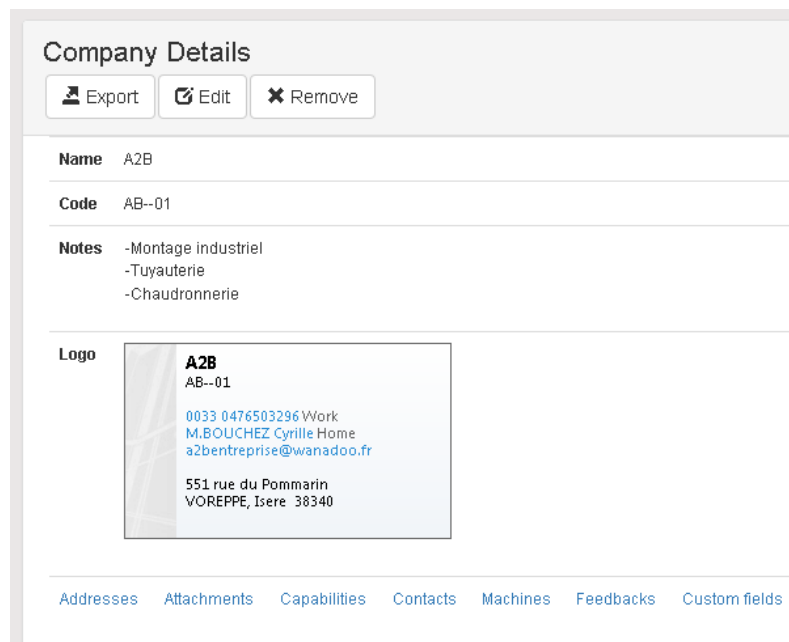 Company Details
Export Edit Remove
Name A2B
Code AB--01
Notes -Montage industriel
-Tuyauterie
-Chaudronnerie
Logo
A2B
AB--01
0033 0476503296 Work
M.BOUCHEZ Cyrille Home
a2bentreprise@wanadoo.fr
551 rue du Pommarin
VOREPPE, Isere 38340
Addresses Attachments Capabilities Contacts Machines Feedbacks Custom fields